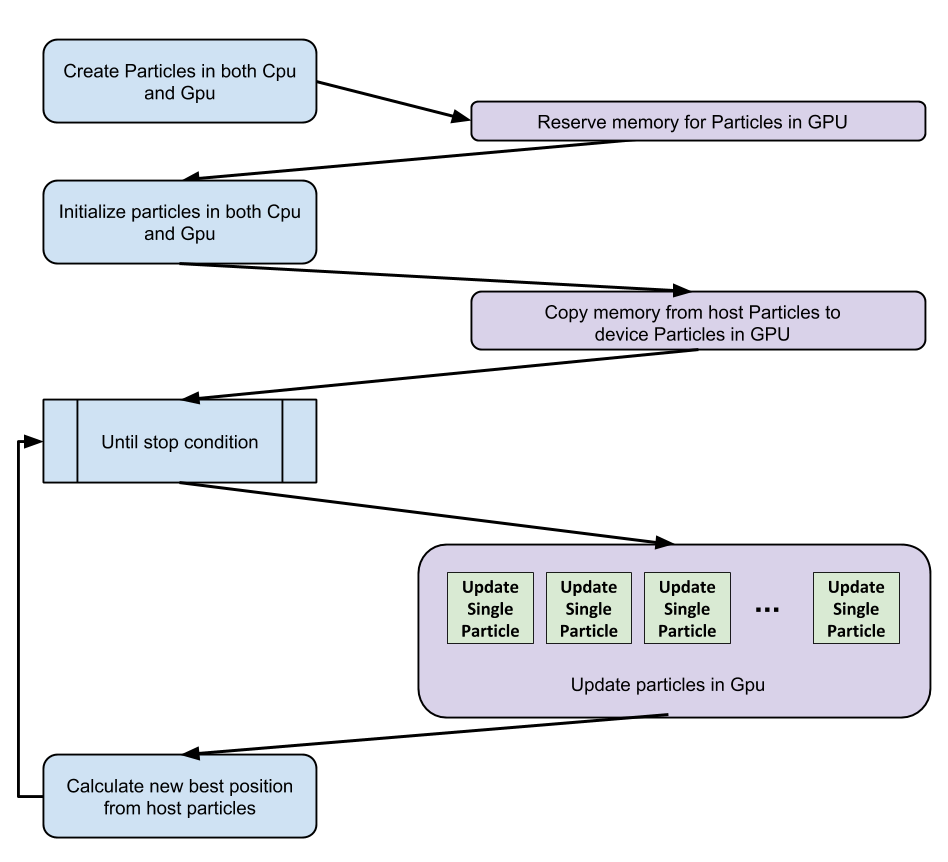 Create Particles in both Cpu
and Gpu
Reserve memory for Particles in GPU
Initialize particles in both Cpu
and Gpu
Copy memory from host Particles to
device Particles in GPU
Until stop condition
Update
Single
Particle
Update
Single
Particle
Update
Single
Particle
...
Update
Single
Particle
Update particles in Gpu
Calculate new best position
from host particles